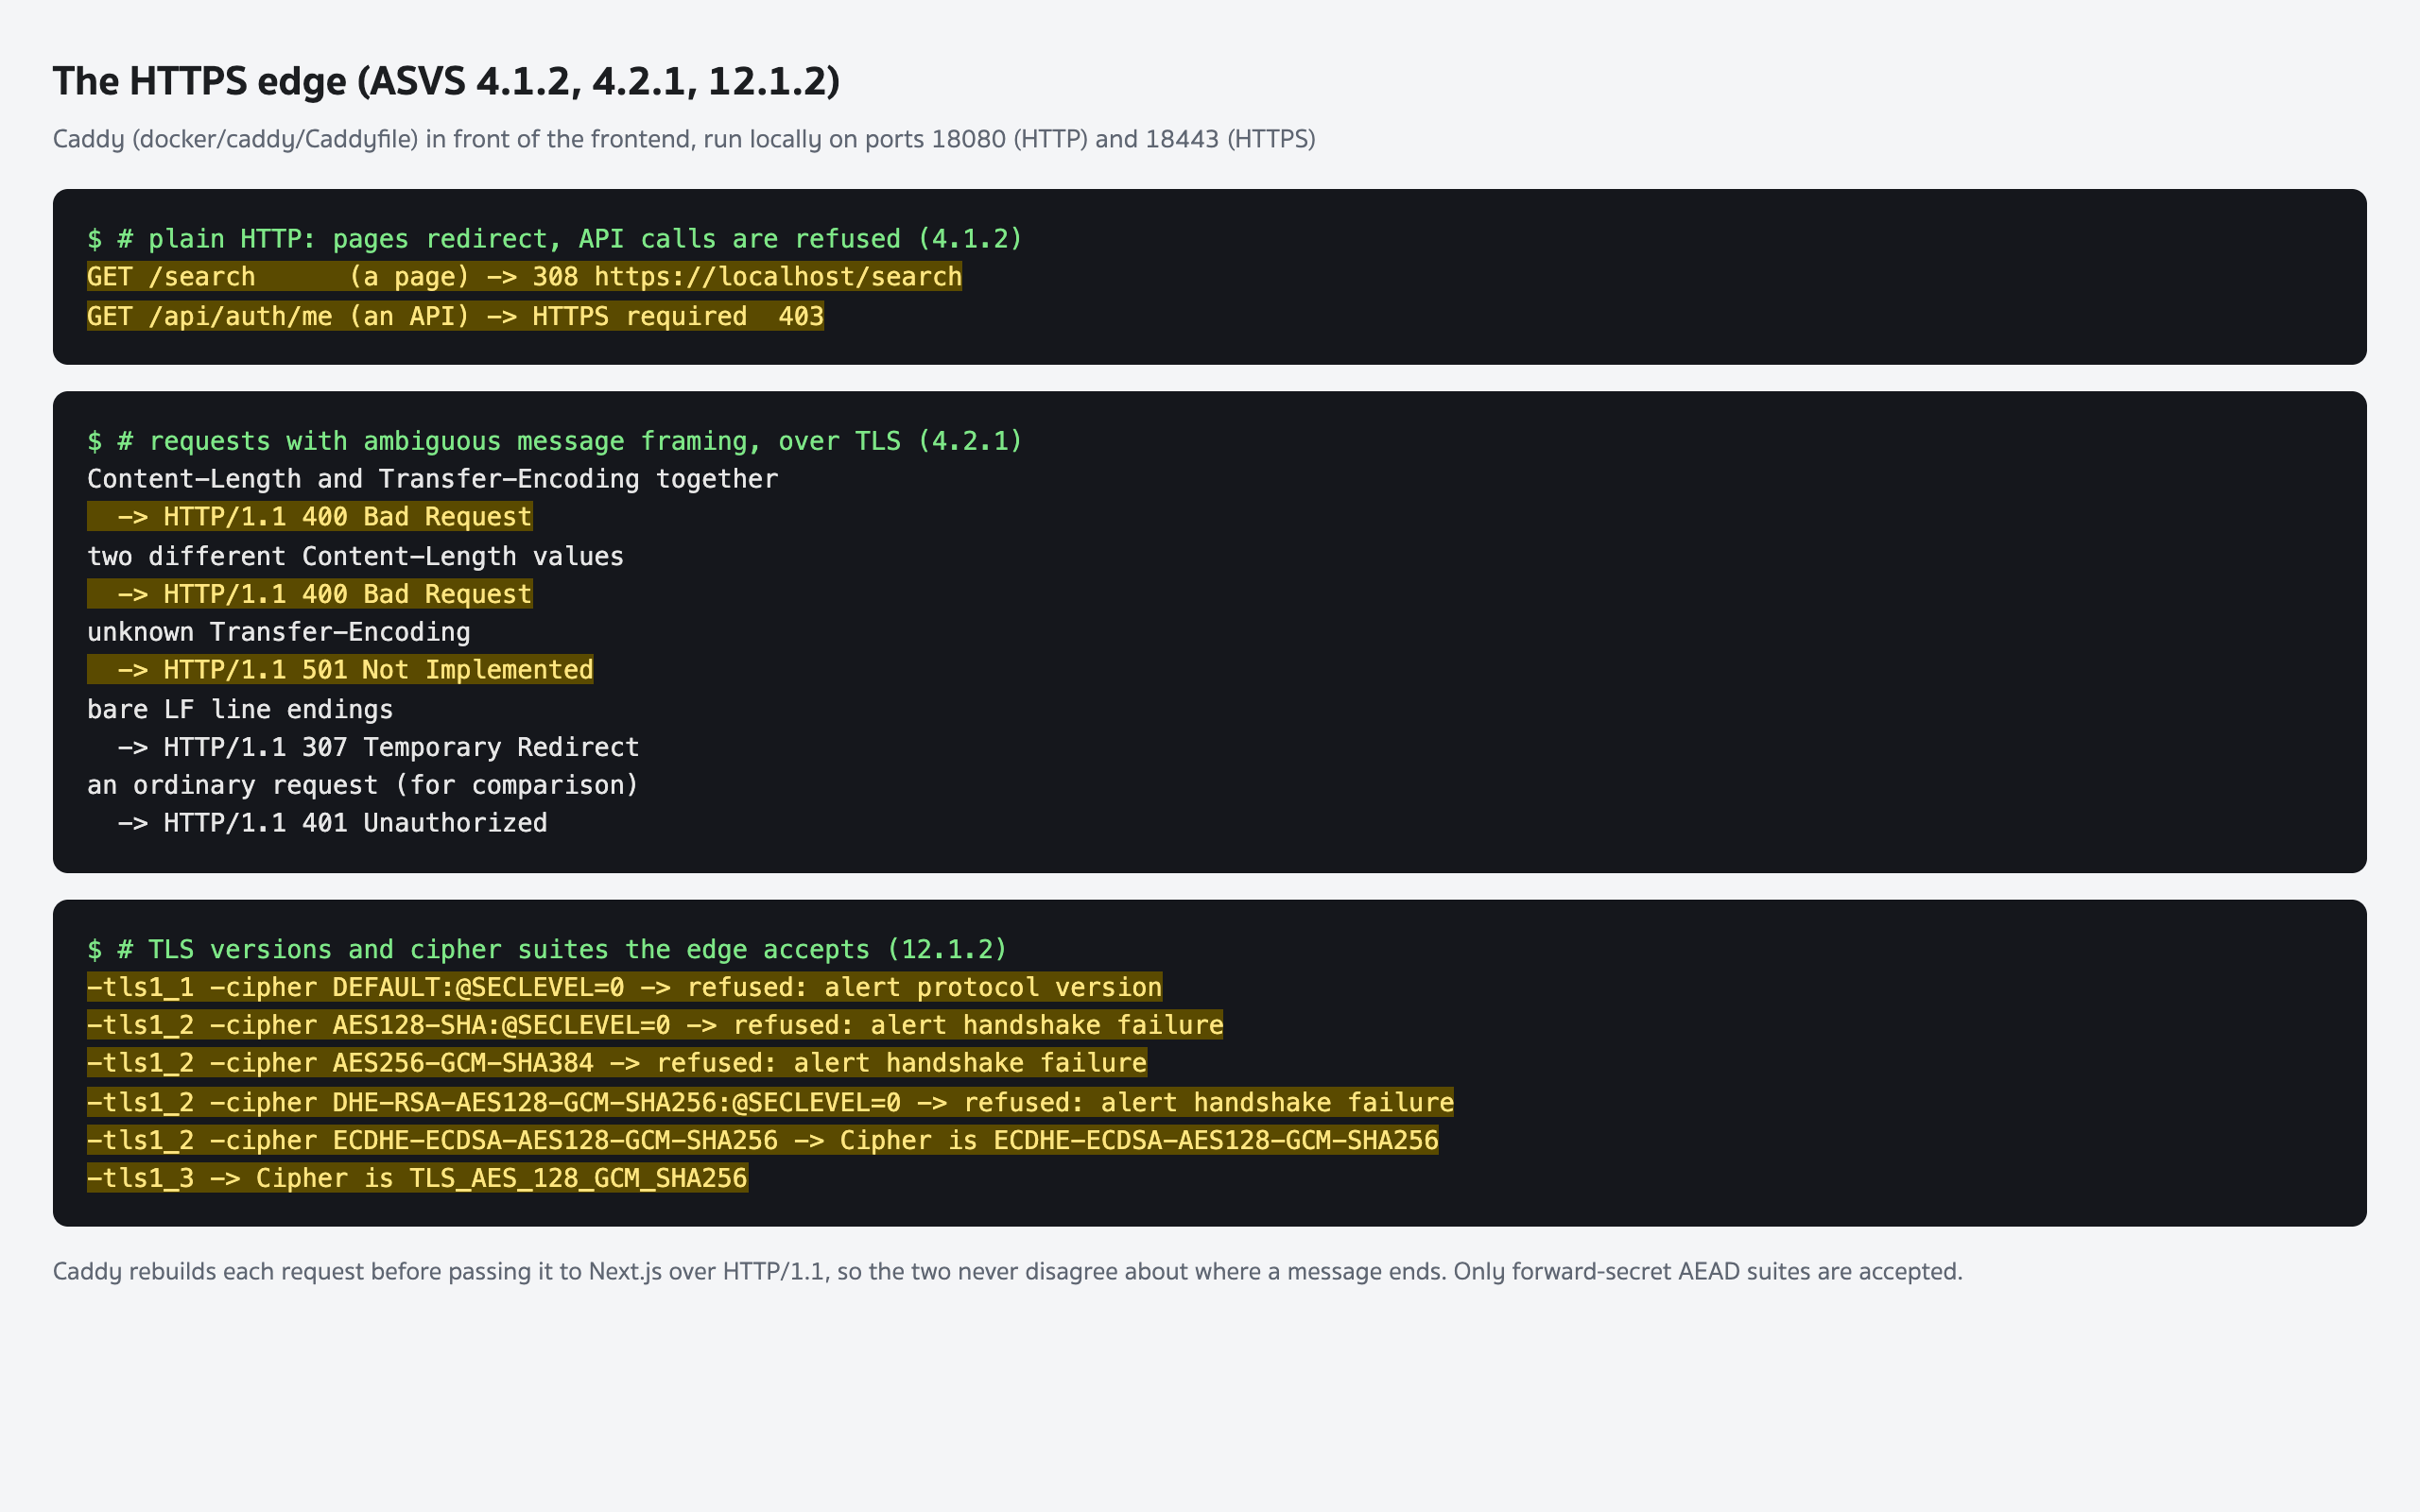 The HTTPS edge (ASVS 4.1.2, 4.2.1, 12.1.2)
Caddy (docker/caddy/Caddyfile) in front of the frontend, run locally on ports 18080 (HTTP) and 18443 (HTTPS)
$ # plain HTTP: pages redirect, API calls are refused (4.1.2)
GET /search      (a page) -> 308 https://localhost/search
GET /api/auth/me (an API) -> HTTPS required  403
$ # requests with ambiguous message framing, over TLS (4.2.1)
Content-Length and Transfer-Encoding together
  -> HTTP/1.1 400 Bad Request
two different Content-Length values
  -> HTTP/1.1 400 Bad Request
unknown Transfer-Encoding
  -> HTTP/1.1 501 Not Implemented
bare LF line endings
  -> HTTP/1.1 307 Temporary Redirect
an ordinary request (for comparison)
  -> HTTP/1.1 401 Unauthorized
$ # TLS versions and cipher suites the edge accepts (12.1.2)
-tls1_1 -cipher DEFAULT:@SECLEVEL=0 -> refused: alert protocol version
-tls1_2 -cipher AES128-SHA:@SECLEVEL=0 -> refused: alert handshake failure
-tls1_2 -cipher AES256-GCM-SHA384 -> refused: alert handshake failure
-tls1_2 -cipher DHE-RSA-AES128-GCM-SHA256:@SECLEVEL=0 -> refused: alert handshake failure
-tls1_2 -cipher ECDHE-ECDSA-AES128-GCM-SHA256 -> Cipher is ECDHE-ECDSA-AES128-GCM-SHA256
-tls1_3 -> Cipher is TLS_AES_128_GCM_SHA256
Caddy rebuilds each request before passing it to Next.js over HTTP/1.1, so the two never disagree about where a message ends. Only forward-secret AEAD suites are accepted.